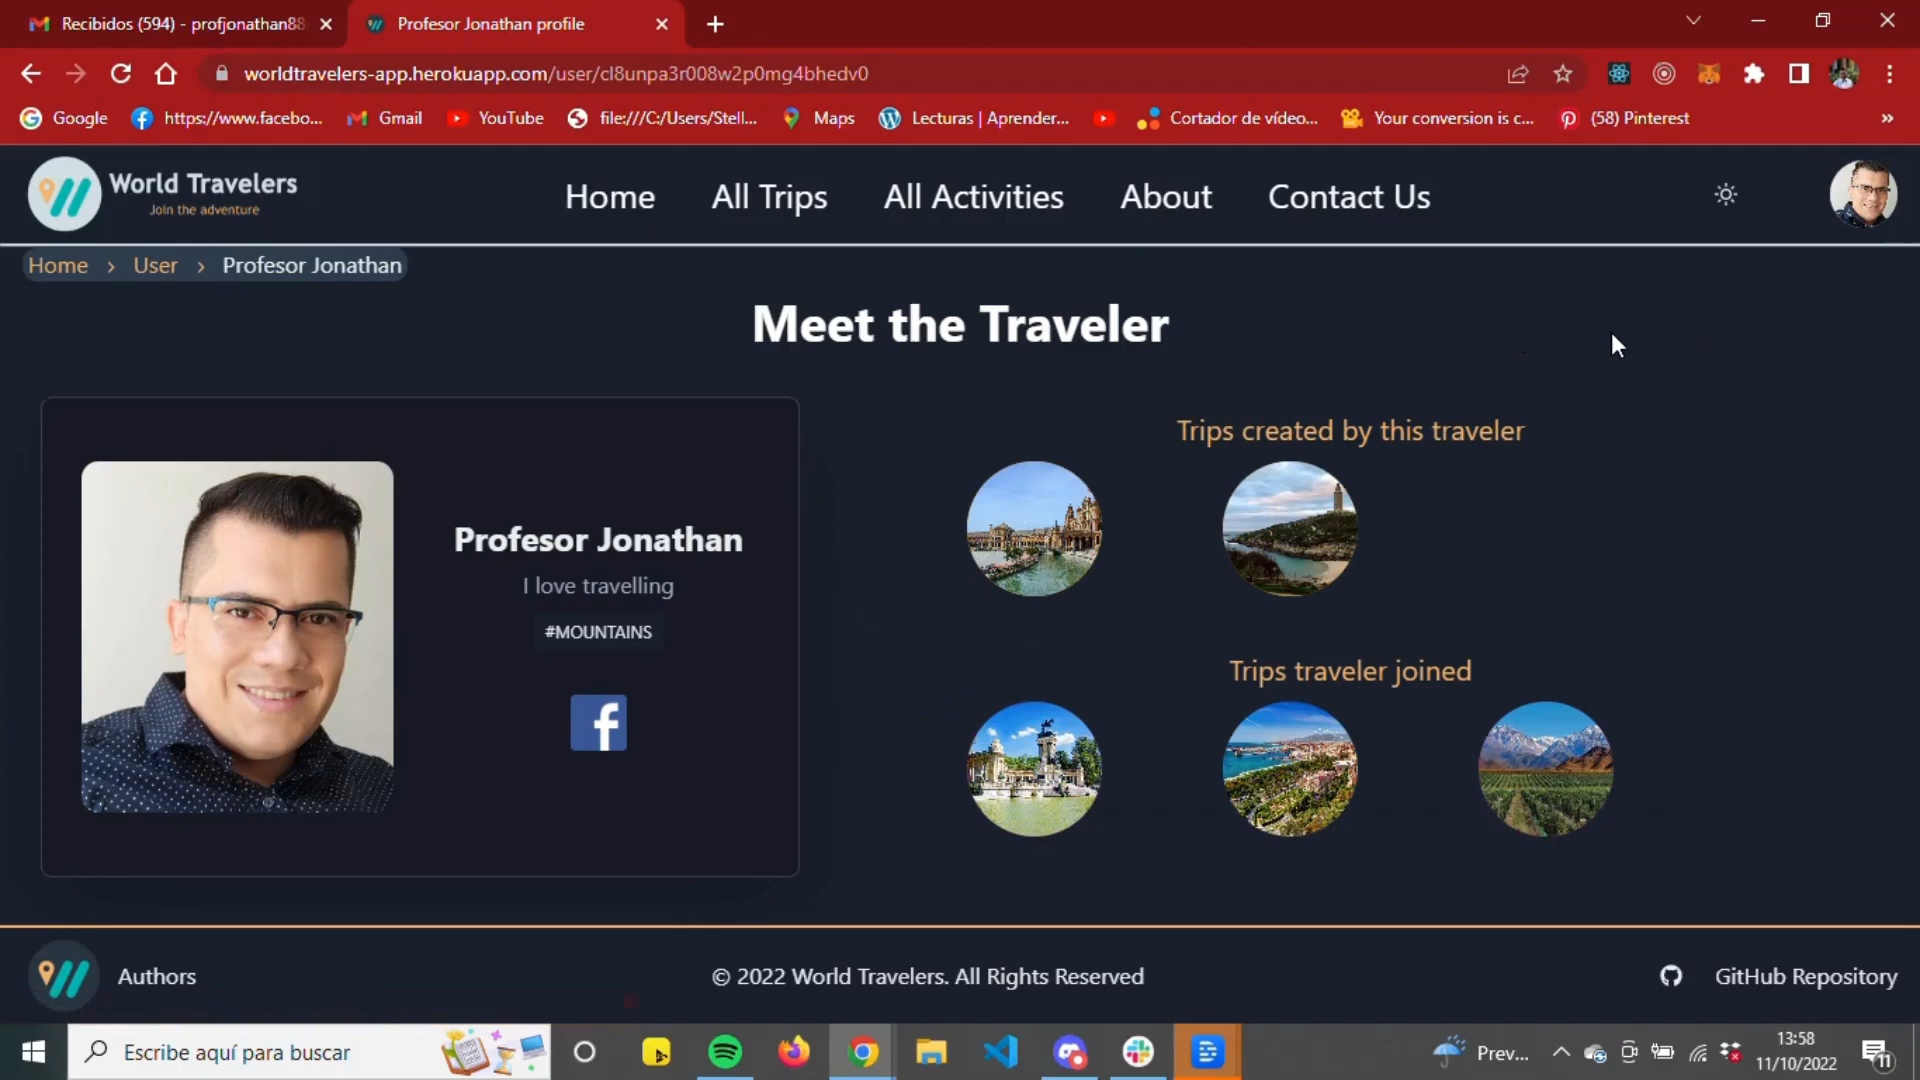 Recibidos (594) - profjonathan88
Profesor Jonathan profile
worldtravelers-app.herokuapp.com/user/cl8unpa3r008w2p0mg4bhedv0
Google
https://www.facebo...
Gmail
YouTube
file:///C:/Users/Stell...
Maps
Lecturas | Aprender...
Cortador de vídeo...
Your conversion is c...
(58) Pinterest
»
World Travelers
Join the adventure
Home
All Trips
All Activities
About
Contact Us
Home > User > Profesor Jonathan
Meet the Traveler
Profesor Jonathan
I love travelling
#MOUNTAINS
f
Trips created by this traveler
Trips traveler joined
Authors
© 2022 World Travelers. All Rights Reserved
GitHub Repository
Escribe aquí para buscar
Prev...
13:58
11/10/2022
11